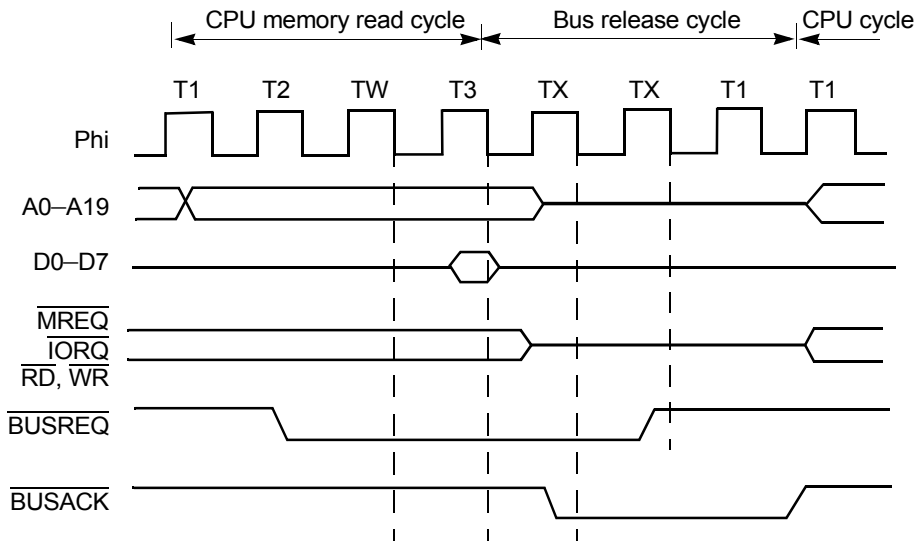 CPU memory read cycle Bus release cycle CPU cycle
T1 T2 TW T3 TX TX T1 T1
Phi
A0–A19
D0–D7
MREQ
IORQ
RD, WR
BUSREQ
BUSACK